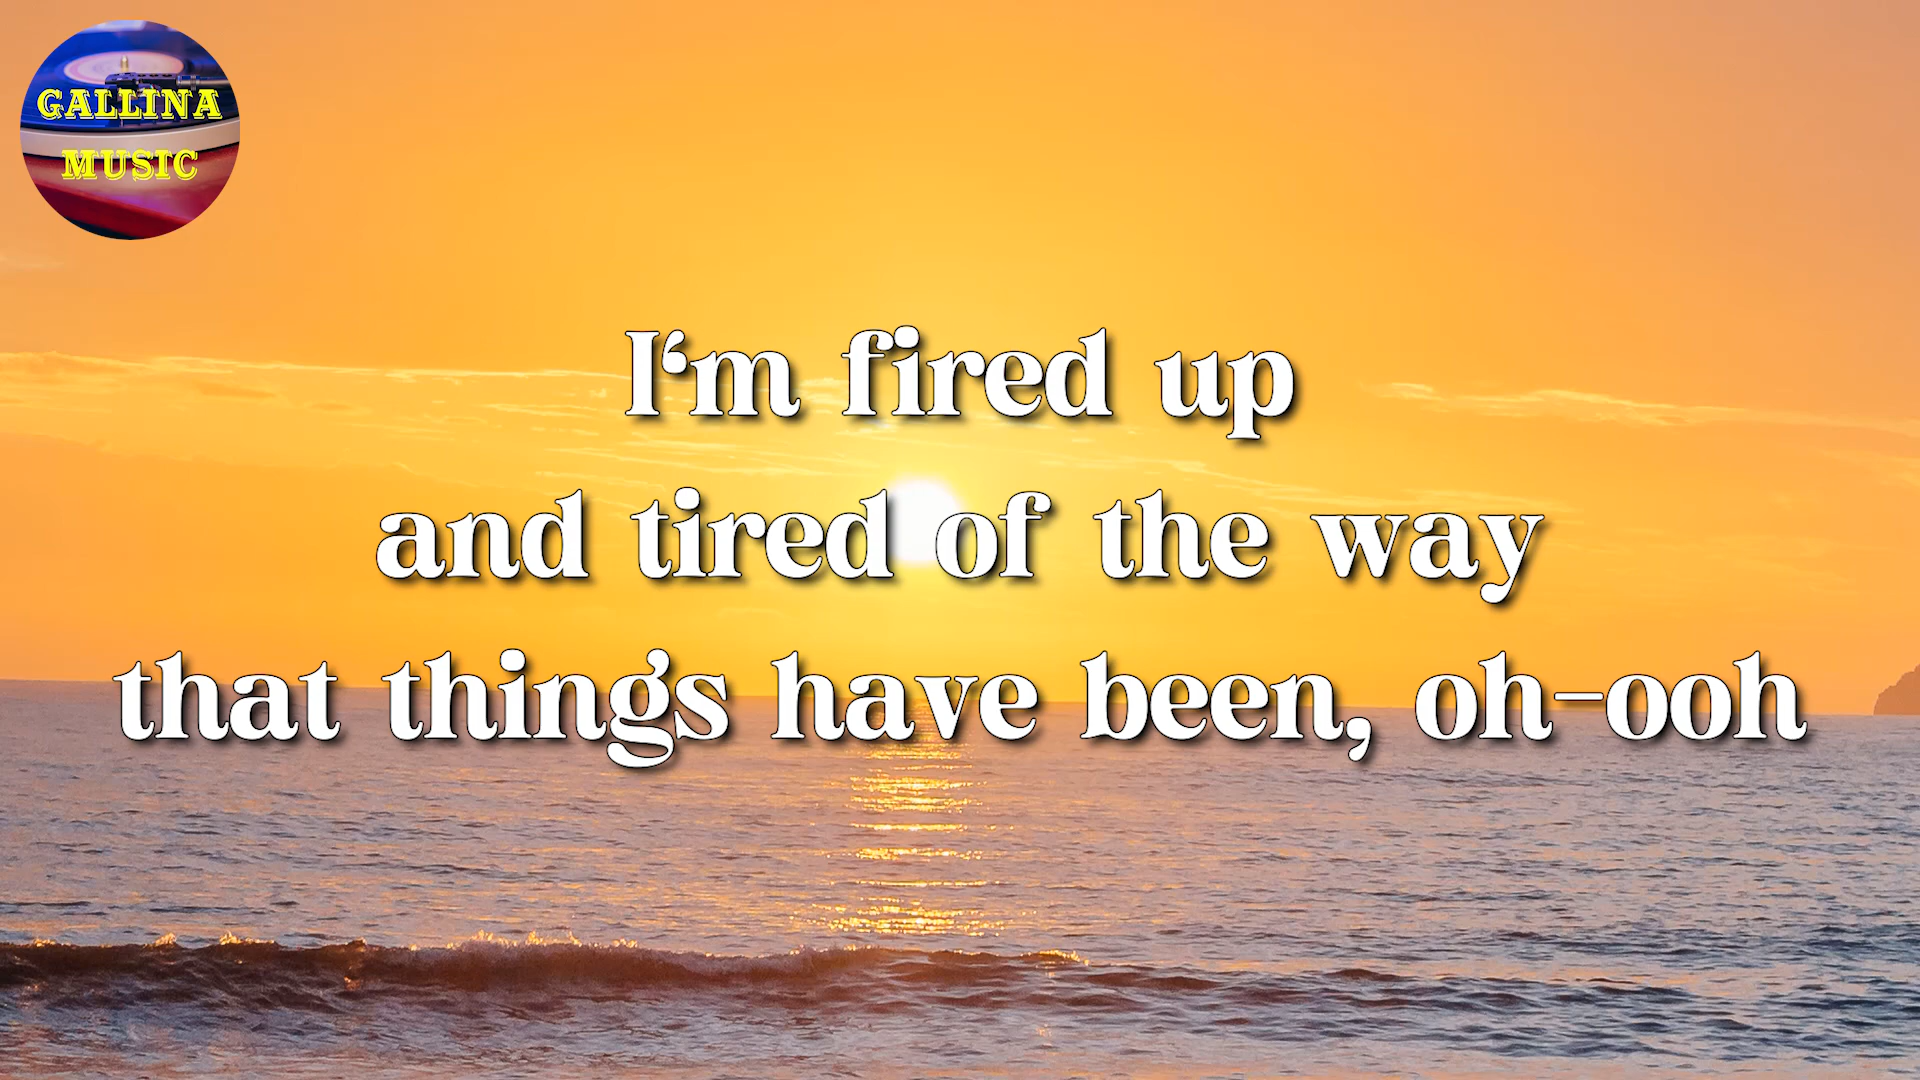 GALLINA
MUSIC
I‘m fired up
and tired of the way
that things have been, oh-ooh